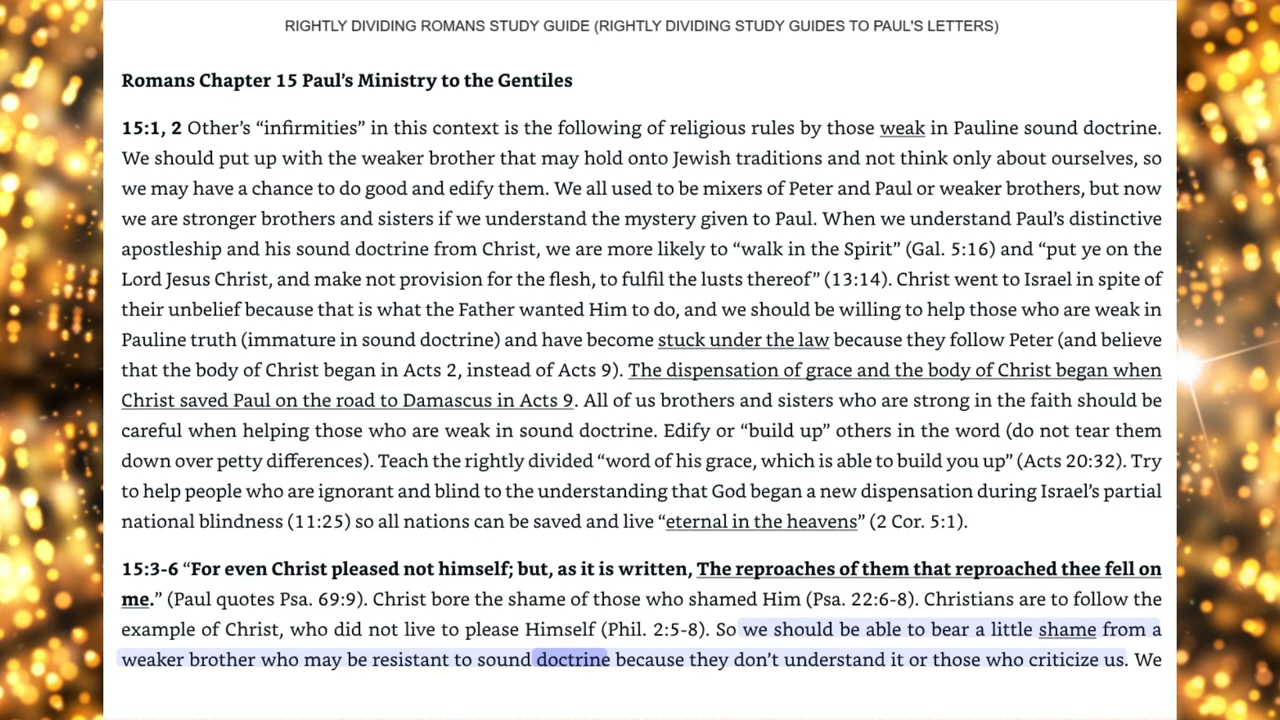 RIGHTLY DIVIDING ROMANS STUDY GUIDE (RIGHTLY DIVIDING STUDY GUIDES TO PAUL'S LETTERS)
Romans Chapter 15 Paul’s Ministry to the Gentiles
15:1, 2 Other’s “infirmities” in this context is the following of religious rules by those weak in Pauline sound doctrine.
We should put up with the weaker brother that may hold onto Jewish traditions and not think only about ourselves, so
we may have a chance to do good and edify them. We all used to be mixers of Peter and Paul or weaker brothers, but now
we are stronger brothers and sisters if we understand the mystery given to Paul. When we understand Paul’s distinctive
apostleship and his sound doctrine from Christ, we are more likely to “walk in the Spirit” (Gal. 5:16) and “put ye on the
Lord Jesus Christ, and make not provision for the flesh, to fulfil the lusts thereof” (13:14). Christ went to Israel in spite of
their unbelief because that is what the Father wanted Him to do, and we should be willing to help those who are weak in
Pauline truth (immature in sound doctrine) and have become stuck under the law because they follow Peter (and believe
that the body of Christ began in Acts 2, instead of Acts 9). The dispensation of grace and the body of Christ began when
Christ saved Paul on the road to Damascus in Acts 9. All of us brothers and sisters who are strong in the faith should be
careful when helping those who are weak in sound doctrine. Edify or “build up” others in the word (do not tear them
down over petty differences). Teach the rightly divided “word of his grace, which is able to build you up” (Acts 20:32). Try
to help people who are ignorant and blind to the understanding that God began a new dispensation during Israel’s partial
national blindness (11:25) so all nations can be saved and live “eternal in the heavens” (2 Cor. 5:1).
15:3-6 “For even Christ pleased not himself; but, as it is written, The reproaches of them that reproached thee fell on
me.” (Paul quotes Psa. 69:9). Christ bore the shame of those who shamed Him (Psa. 22:6-8). Christians are to follow the
example of Christ, who did not live to please Himself (Phil. 2:5-8). So we should be able to bear a little shame from a
weaker brother who may be resistant to sound doctrine because they don’t understand it or those who criticize us. We